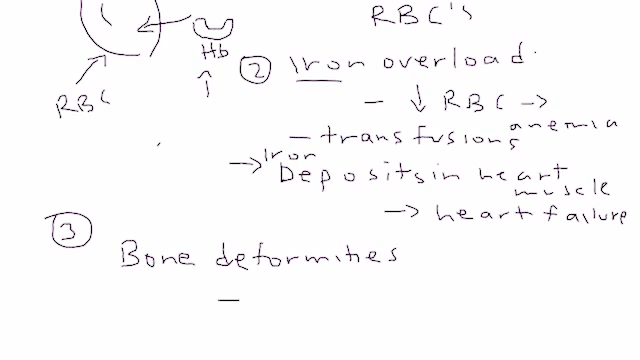 RBC's
Hb
RBC
② Iron overload
- ↓ RBC → anemia
- transfusions
→ Iron Deposits in heart muscle
→ heart failure
③
Bone deformities
-